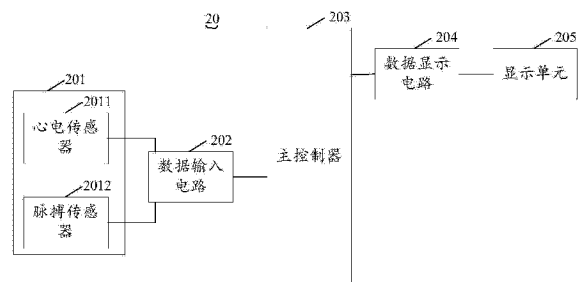 20
203
204
205
数据显示
电路
显示单元
201
2011
心电传感
器
202
数据输入
电路
主控制器
2012
脉搏传感
器